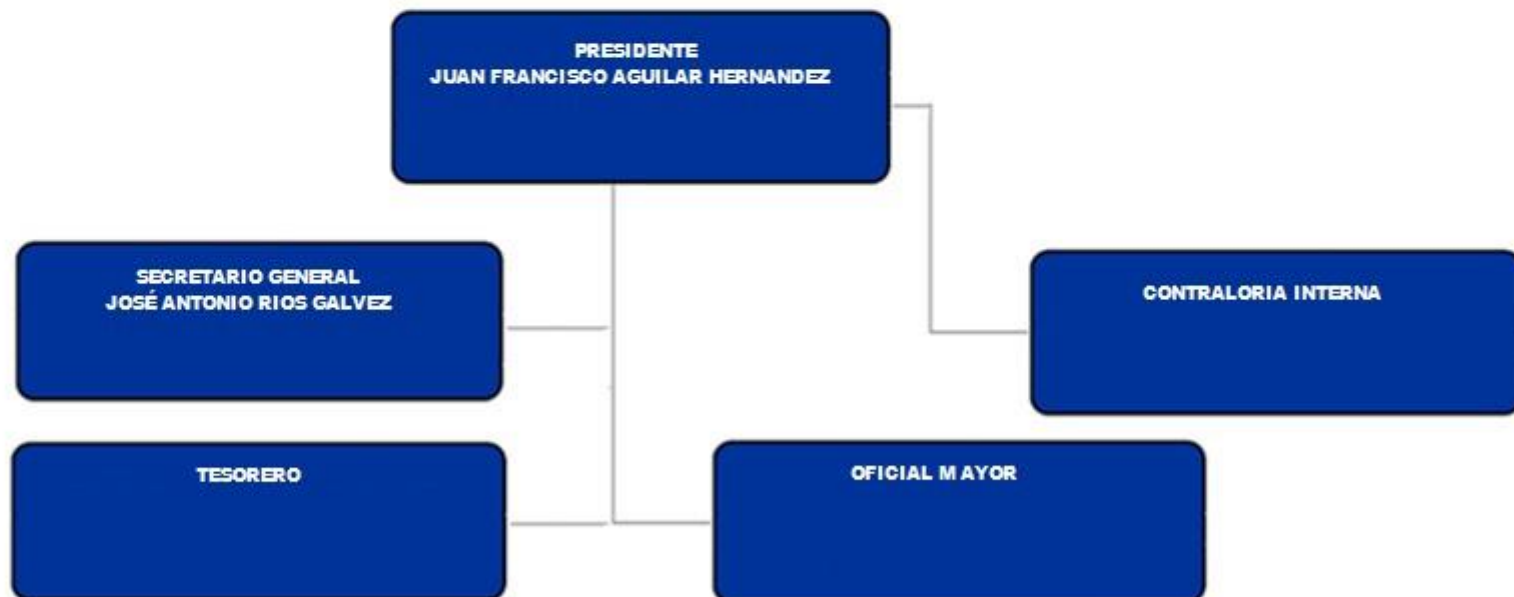 PRESIDENTE
JUAN FRANCISCO AGUILAR HERNANDEZ
SECRETARIO GENERAL
JOSÉ ANTONIO RIOS GALVEZ
CONTRALORIA INTERNA
TESORERO
OFICIAL MAYOR